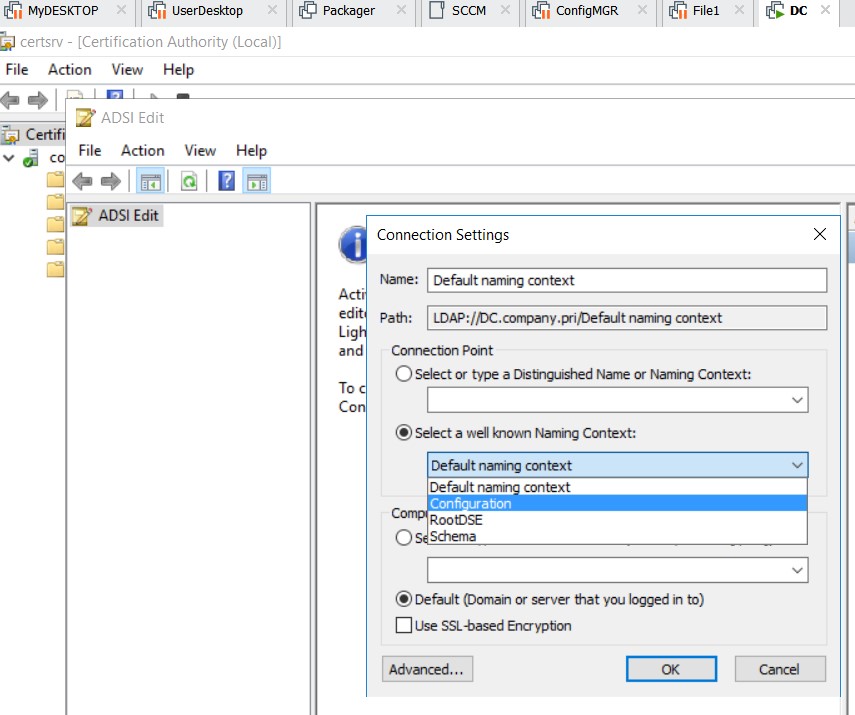 MyDESKTOP
UserDesktop
Packager
SCCM
ConfigMGR
File1
DC
certsrv - [Certification Authority (Local)]
File Action View Help
ADSI Edit
Certifi
File Action View Help
co
ADSI Edit
Acti
edito
Ligh
and
To c
Con
Connection Settings
Name: Default naming context
Path: LDAP://DC.company.pri/Default naming context
Connection Point
Select or type a Distinguished Name or Naming Context:
Select a well known Naming Context:
Default naming context
Default naming context
Configuration
RootDSE
Schema
Compu
Se
Default (Domain or server that you logged in to)
Use SSL-based Encryption
Advanced...
OK
Cancel